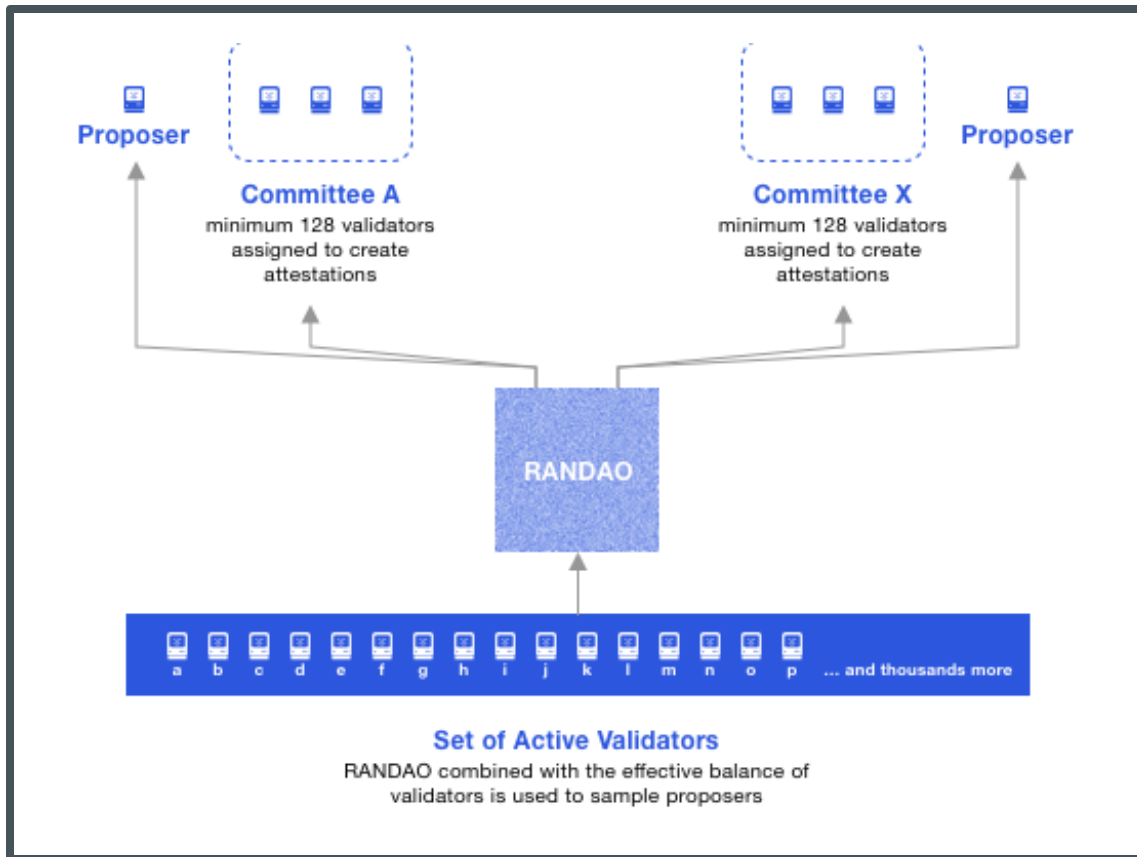 Proposer
Committee A
minimum 128 validators
assigned to create
attestations
Committee X
minimum 128 validators
assigned to create
attestations
Proposer
RANDAO
a b c d e f g h i j k l m n o p ... and thousands more
Set of Active Validators
RANDAO combined with the effective balance of
validators is used to sample proposers